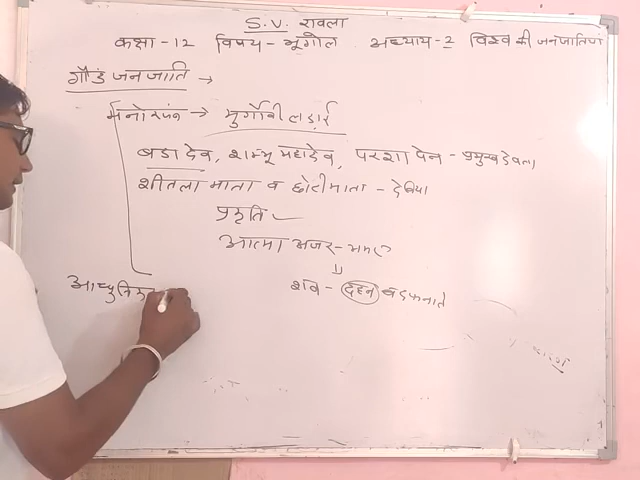 S.V. रावला
कक्षा - 12 विषय - भूगोल अध्याय - 2 विश्व की जनजातियां
गौंड जनजाति →
मनोरंजन → मुर्गों की लड़ाई
बडा देव, शम्भू महादेव, परशा पेन - प्रमुख देवता
शीतला माता व छोटी माता - देविया
प्रकृति
आत्मा अजर - अमर
शव - दहन व दफनाते
आधुनिक